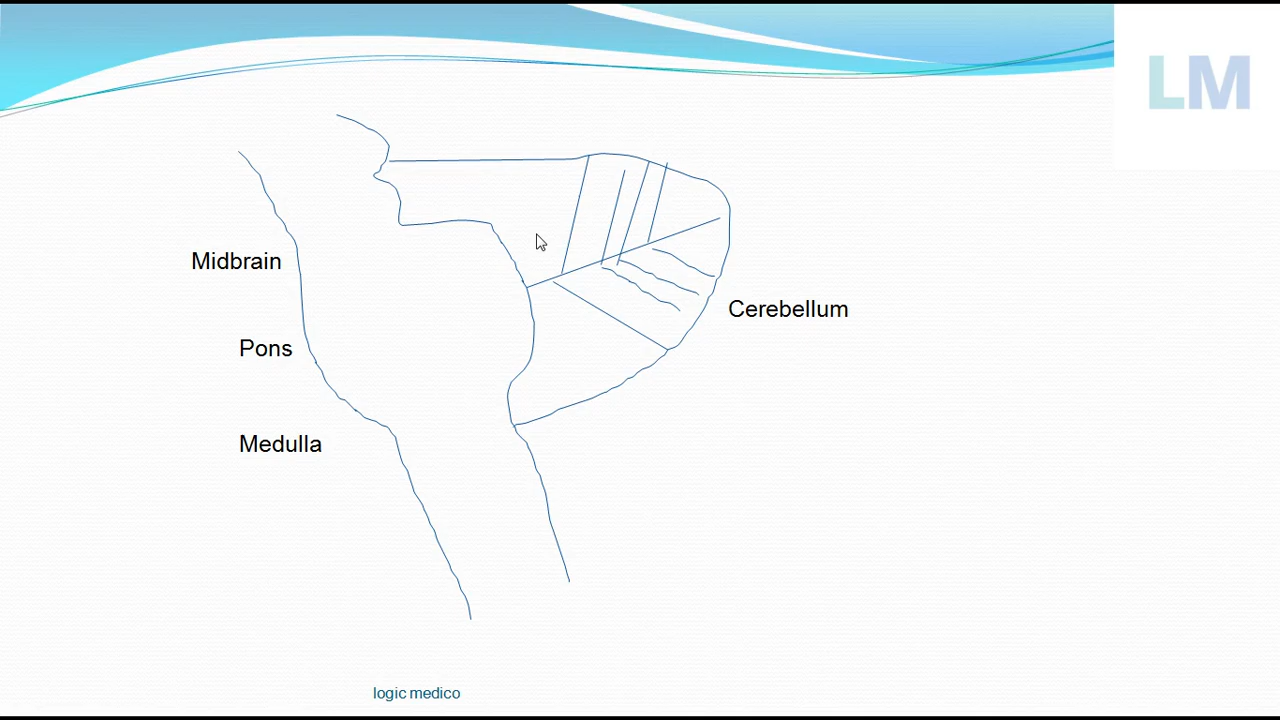 LM
Midbrain
Cerebellum
Pons
Medulla
logic medico